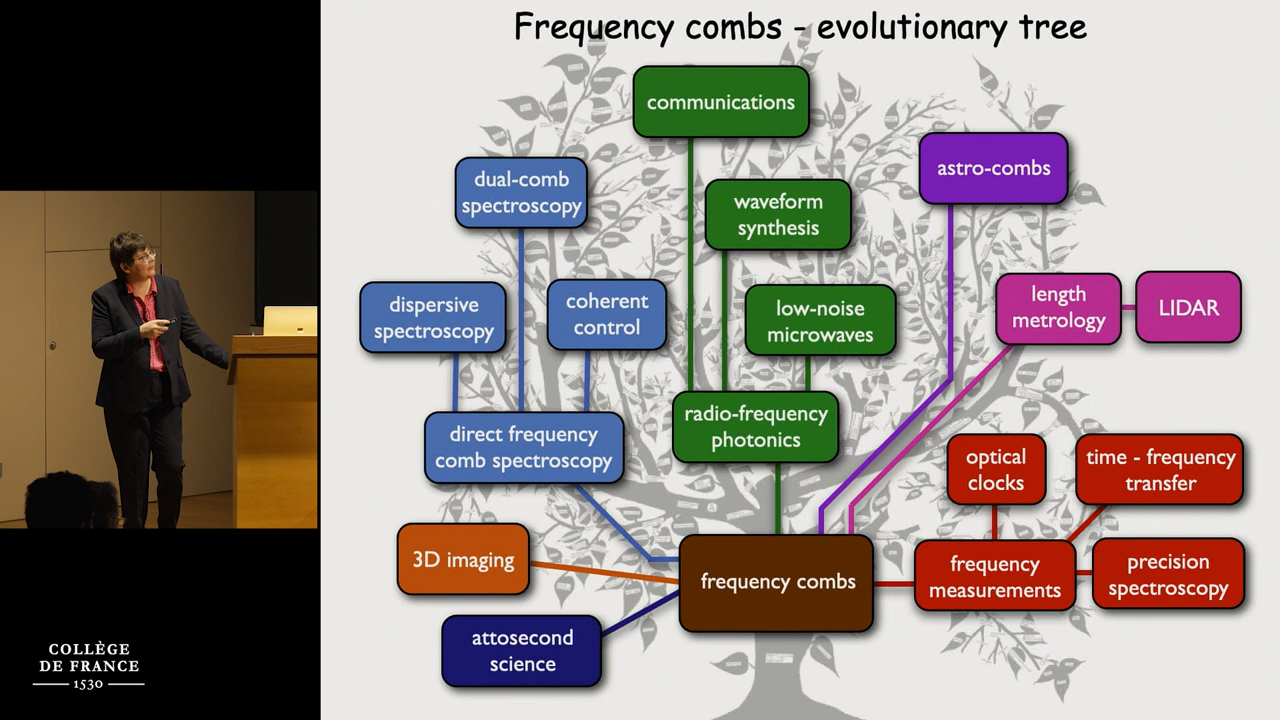 Frequency combs - evolutionary tree
communications
astro-combs
dual-comb
spectroscopy
waveform
synthesis
dispersive
spectroscopy
coherent
control
low-noise
microwaves
length
metrology
LIDAR
direct frequency
comb spectroscopy
radio-frequency
photonics
optical
clocks
time - frequency
transfer
3D imaging
frequency combs
frequency
measurements
precision
spectroscopy
attosecond
science
COLLÈGE
DE FRANCE
1530